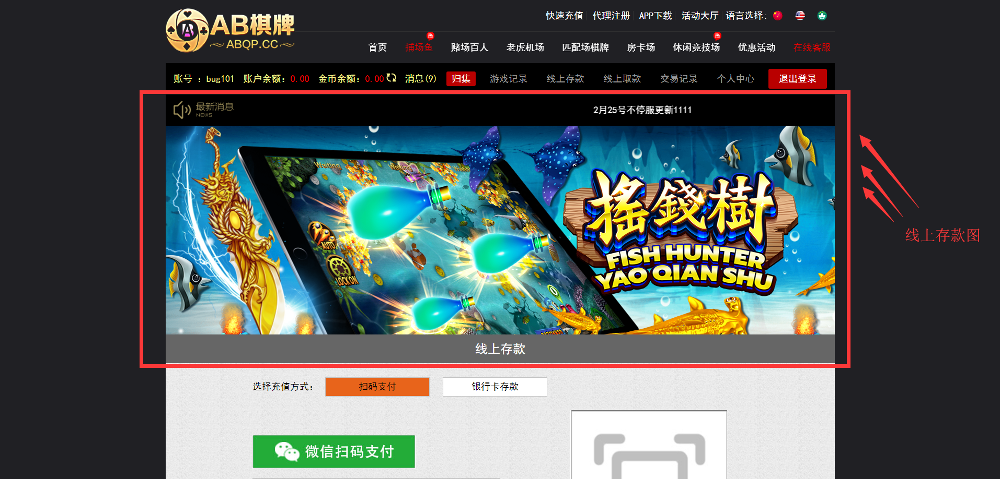 AB棋牌
ABQP.CC
快速充值 代理注册 APP下载 活动大厅 语言选择：
热 热
首页 捕场鱼 赌场百人 老虎机场 匹配场棋牌 房卡场 休闲竞技场 优惠活动 在线客服
账号 ：bug101 账户余额：0.00 金币余额：0.00 消息(9) 归集 游戏记录 线上存款 线上取款 交易记录 个人中心 退出登录
最新消息
NEWS
2月25号不停服更新1111
Waiting Waiting Waiting
搖錢樹
AUTO
FISH HUNTER
YAO QIAN SHU
LOCK ON
线上存款图
线上存款
选择充值方式： 扫码支付 银行卡存款
微信扫码支付